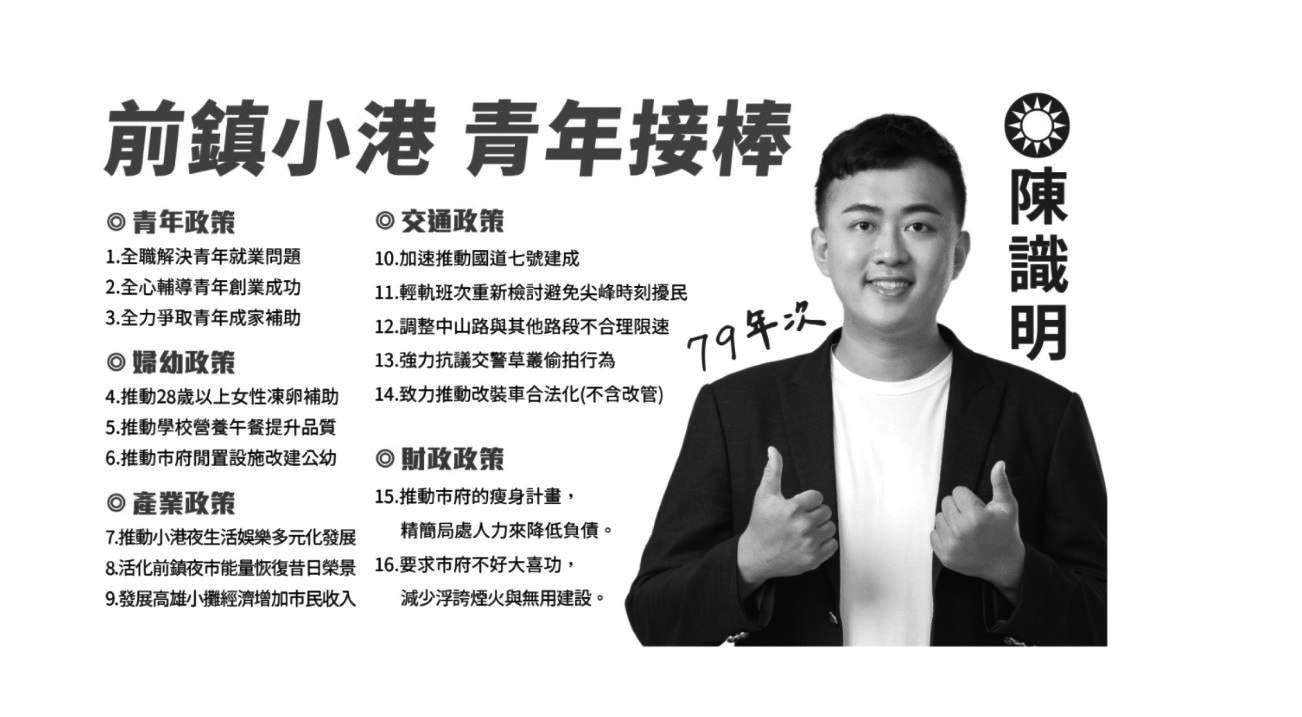 前鎮小港 青年接棒
◎ 青年政策
1.全職解決青年就業問題
2.全心輔導青年創業成功
3.全力爭取青年成家補助
◎ 婦幼政策
4.推動28歲以上女性凍卵補助
5.推動學校營養午餐提升品質
6.推動市府閒置設施改建公幼
◎ 產業政策
7.推動小港夜生活娛樂多元化發展
8.活化前鎮夜市能量恢復昔日榮景
9.發展高雄小攤經濟增加市民收入
◎ 交通政策
10.加速推動國道七號建成
11.輕軌班次重新檢討避免尖峰時刻擾民
12.調整中山路與其他路段不合理限速
13.強力抗議交警草叢偷拍行為
14.致力推動改裝車合法化(不含改管)
◎ 財政政策
15.推動市府的瘦身計畫，
精簡局處人力來降低負債。
16.要求市府不好大喜功，
減少浮誇煙火與無用建設。
79年次
陳識明